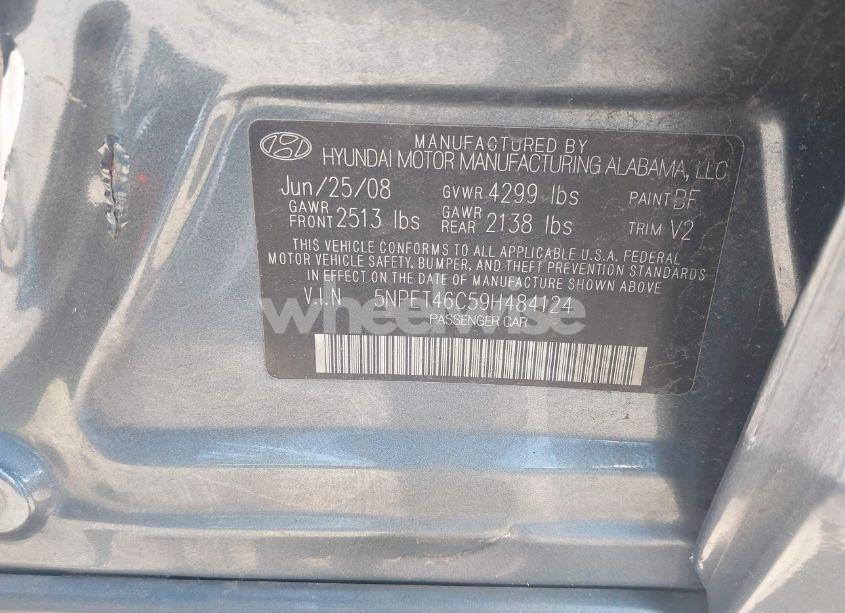 MANUFACTURED BY
HYUNDAI MOTOR MANUFACTURING ALABAMA, LLC
Jun/25/08 GVWR 4299 lbs PAINT BF
GAWR FRONT 2513 lbs GAWR REAR 2138 lbs TRIM V2
THIS VEHICLE CONFORMS TO ALL APPLICABLE U.S.A. FEDERAL
MOTOR VEHICLE SAFETY, BUMPER, AND THEFT PREVENTION STANDARDS
IN EFFECT ON THE DATE OF MANUFACTURE SHOWN ABOVE.
V.I.N 5NPET46C59H484124
wheelwise
PASSENGER CAR